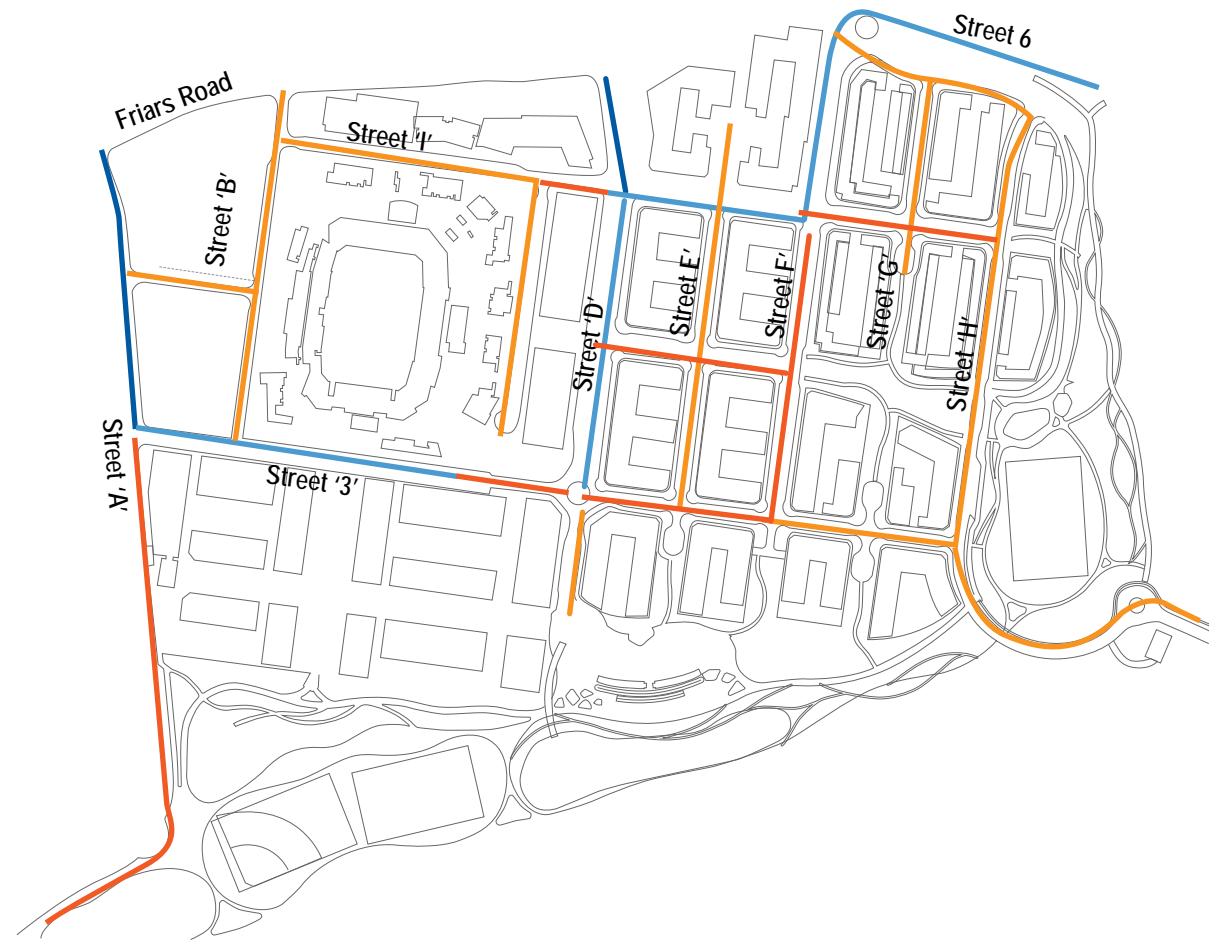 Street 6
Friars Road
Street ‘I’
Street ‘B’
Street E’
Street F’
Street ‘G’
Street ‘D’
Street ‘H’
Street ‘A’
Street ‘3’